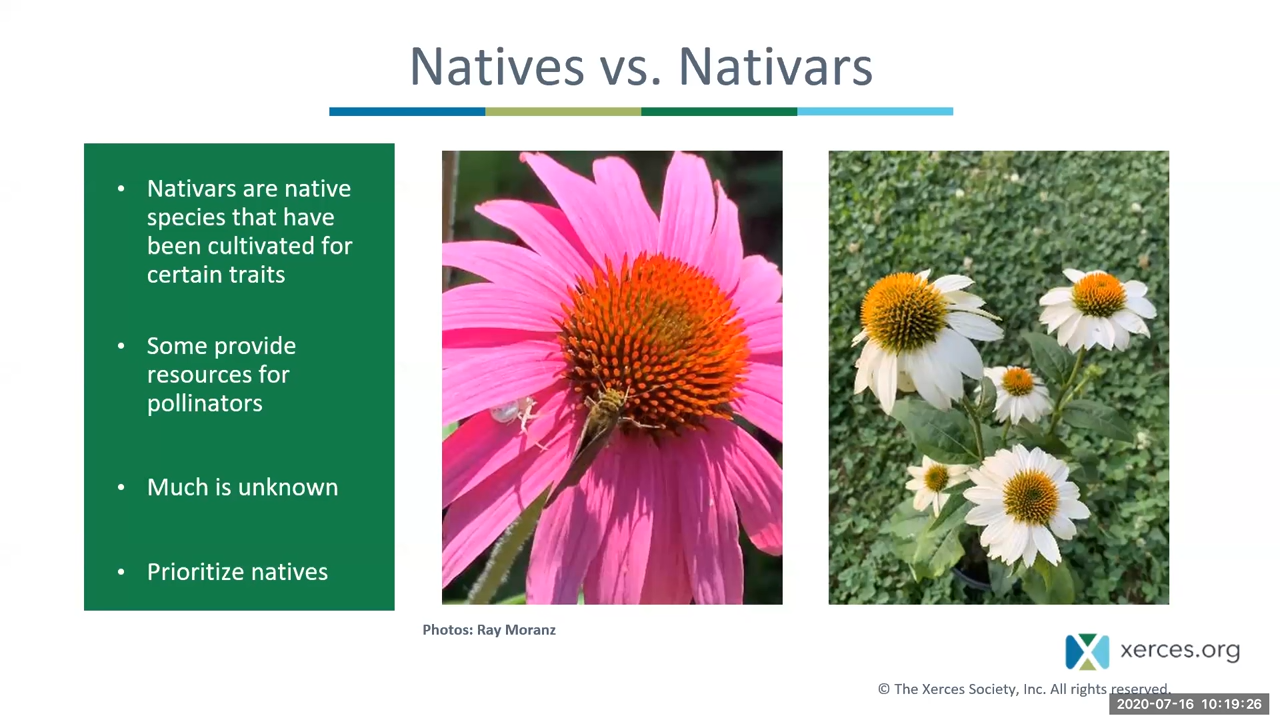 Natives vs. Nativars
• Nativars are native
species that have
been cultivated for
certain traits
• Some provide
resources for
pollinators
• Much is unknown
• Prioritize natives
Photos: Ray Moranz
xerces.org
© The Xerces Society, Inc. All rights reserved.
2020-07-16 10:19:26